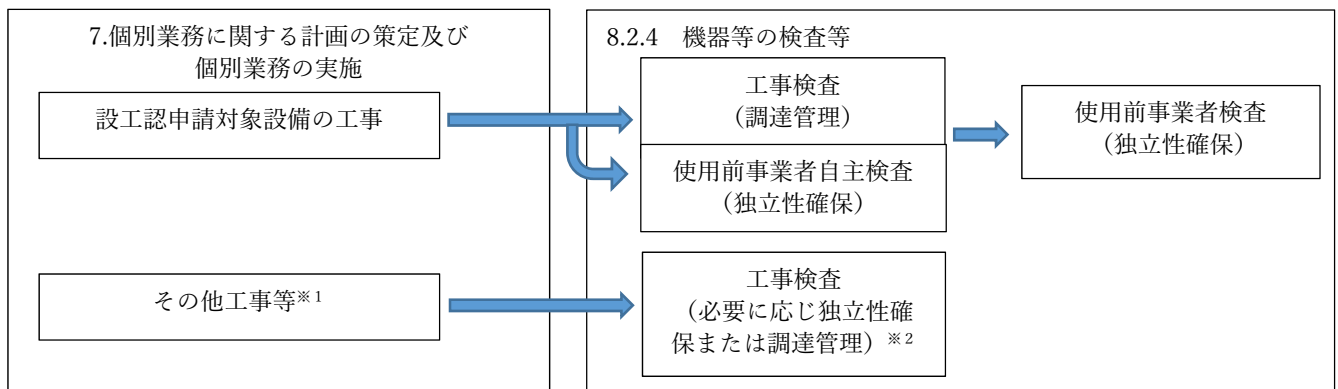 7.個別業務に関する計画の策定及び
個別業務の実施
設工認申請対象設備の工事
その他工事等※1
8.2.4 機器等の検査等
工事検査
（調達管理）
使用前事業者自主検査
（独立性確保）
工事検査
（必要に応じ独立性確
保または調達管理）※2
使用前事業者検査
（独立性確保）